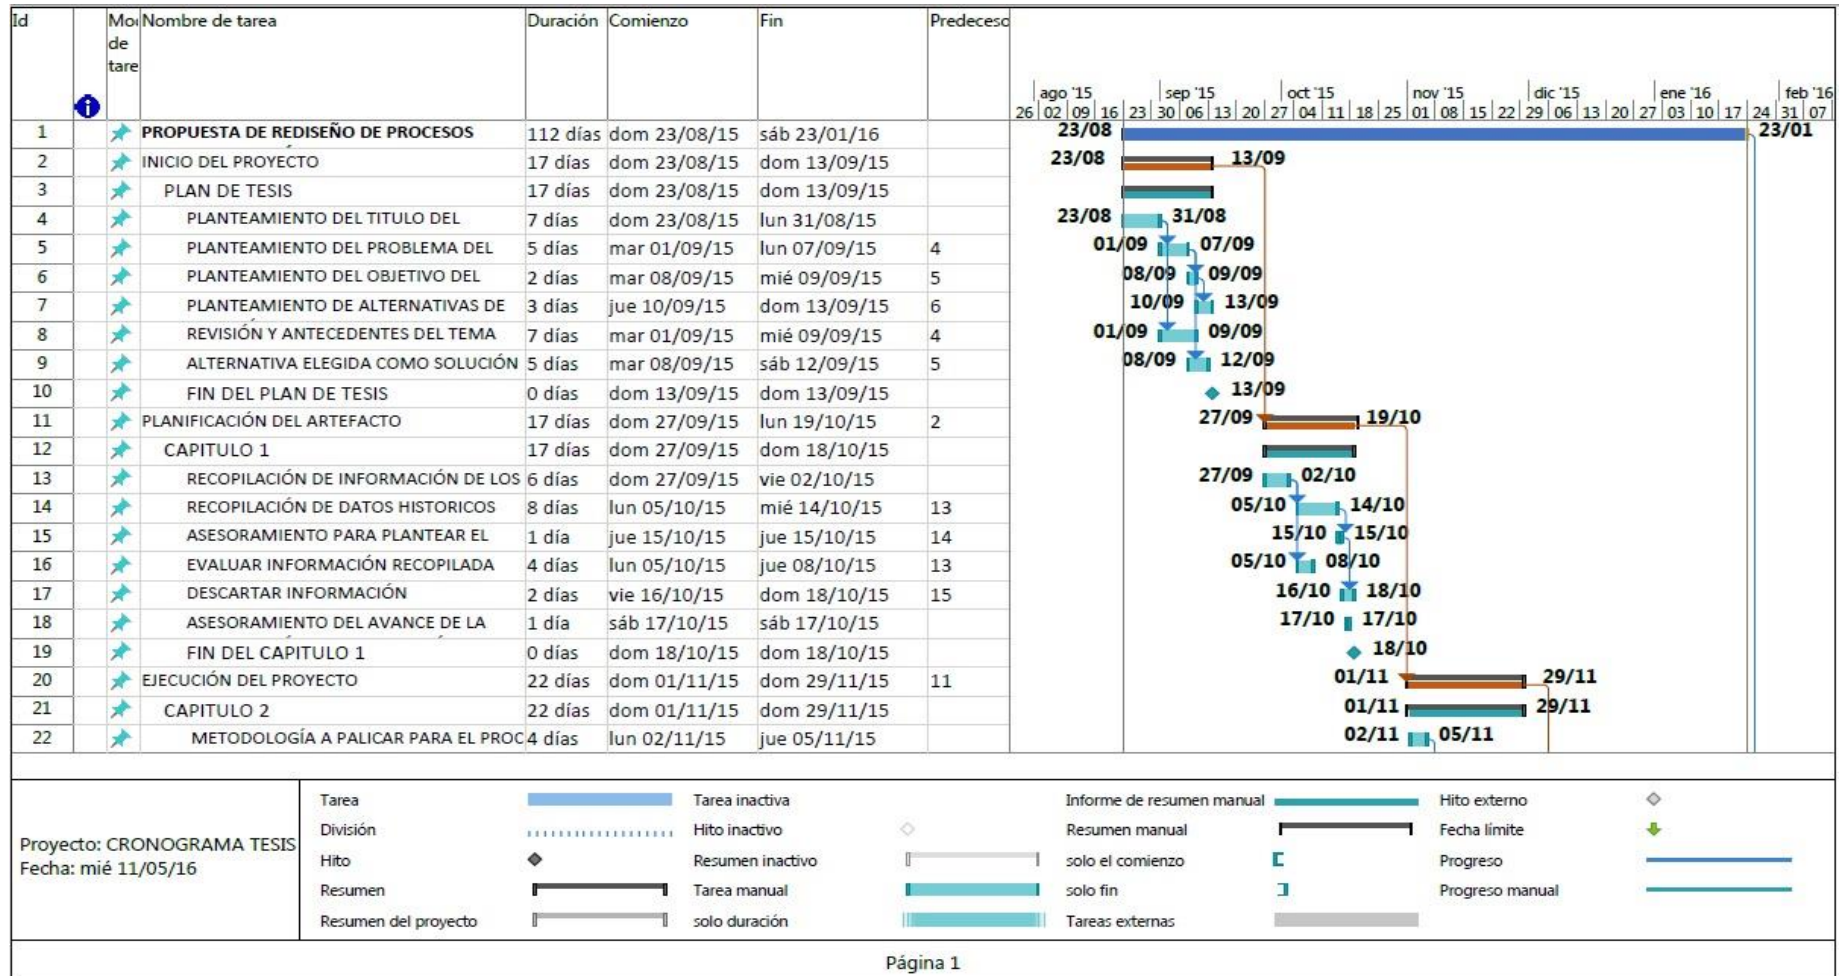 Id Moc de tare Nombre de tarea Duración Comienzo Fin Predeceso
ago '15 sep '15 oct '15 nov '15 dic '15 ene '16 feb '16
26 02 09 16 23 30 06 13 20 27 04 11 18 25 01 08 15 22 29 06 13 20 27 03 10 17 24 31 07
1 PROPUESTA DE REDISEÑO DE PROCESOS 112 días dom 23/08/15 sáb 23/01/16 23/08 23/01
2 INICIO DEL PROYECTO 17 días dom 23/08/15 dom 13/09/15 23/08 13/09
3 PLAN DE TESIS 17 días dom 23/08/15 dom 13/09/15
4 PLANTEAMIENTO DEL TITULO DEL 7 días dom 23/08/15 lun 31/08/15 23/08 31/08
5 PLANTEAMIENTO DEL PROBLEMA DEL 5 días mar 01/09/15 lun 07/09/15 4 01/09 07/09
6 PLANTEAMIENTO DEL OBJETIVO DEL 2 días mar 08/09/15 mié 09/09/15 5 08/09 09/09
7 PLANTEAMIENTO DE ALTERNATIVAS DE 3 días jue 10/09/15 dom 13/09/15 6 10/09 13/09
8 REVISIÓN Y ANTECEDENTES DEL TEMA 7 días mar 01/09/15 mié 09/09/15 4 01/09 09/09
9 ALTERNATIVA ELEGIDA COMO SOLUCIÓN 5 días mar 08/09/15 sáb 12/09/15 5 08/09 12/09
10 FIN DEL PLAN DE TESIS 0 días dom 13/09/15 dom 13/09/15 13/09
11 PLANIFICACIÓN DEL ARTEFACTO 17 días dom 27/09/15 lun 19/10/15 2 27/09 19/10
12 CAPITULO 1 17 días dom 27/09/15 dom 18/10/15
13 RECOPILACIÓN DE INFORMACIÓN DE LOS 6 días dom 27/09/15 vie 02/10/15 27/09 02/10
14 RECOPILACIÓN DE DATOS HISTORICOS 8 días lun 05/10/15 mié 14/10/15 13 05/10 14/10
15 ASESORAMIENTO PARA PLANTEAR EL 1 día jue 15/10/15 jue 15/10/15 14 15/10 15/10
16 EVALUAR INFORMACIÓN RECOPILADA 4 días lun 05/10/15 jue 08/10/15 13 05/10 08/10
17 DESCARTAR INFORMACIÓN 2 días vie 16/10/15 dom 18/10/15 15 16/10 18/10
18 ASESORAMIENTO DEL AVANCE DE LA 1 día sáb 17/10/15 sáb 17/10/15 17/10 17/10
19 FIN DEL CAPITULO 1 0 días dom 18/10/15 dom 18/10/15 18/10
20 EJECUCIÓN DEL PROYECTO 22 días dom 01/11/15 dom 29/11/15 11 01/11 29/11
21 CAPITULO 2 22 días dom 01/11/15 dom 29/11/15 01/11 29/11
22 METODOLOGÍA A PALICAR PARA EL PROC 4 días lun 02/11/15 jue 05/11/15 02/11 05/11
Proyecto: CRONOGRAMA TESIS
Fecha: mié 11/05/16
Tarea Tarea inactiva Informe de resumen manual Hito externo
División Hito inactivo Resumen manual Fecha límite
Hito Resumen inactivo solo el comienzo Progreso
Resumen Tarea manual solo fin Progreso manual
Resumen del proyecto solo duración Tareas externas
Página 1